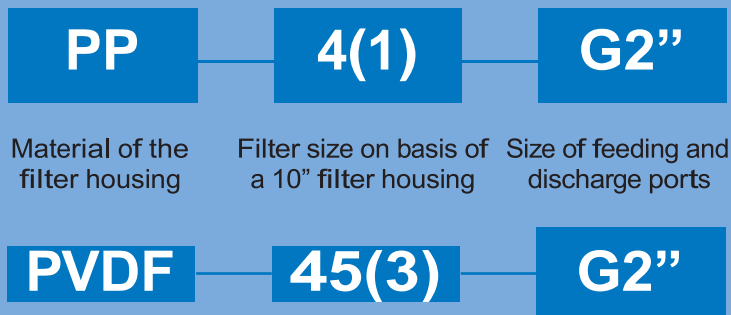 PP 4(1) G2”
Material of the Filter size on basis of Size of feeding and
filter housing a 10” filter housing discharge ports
PVDF 45(3) G2”